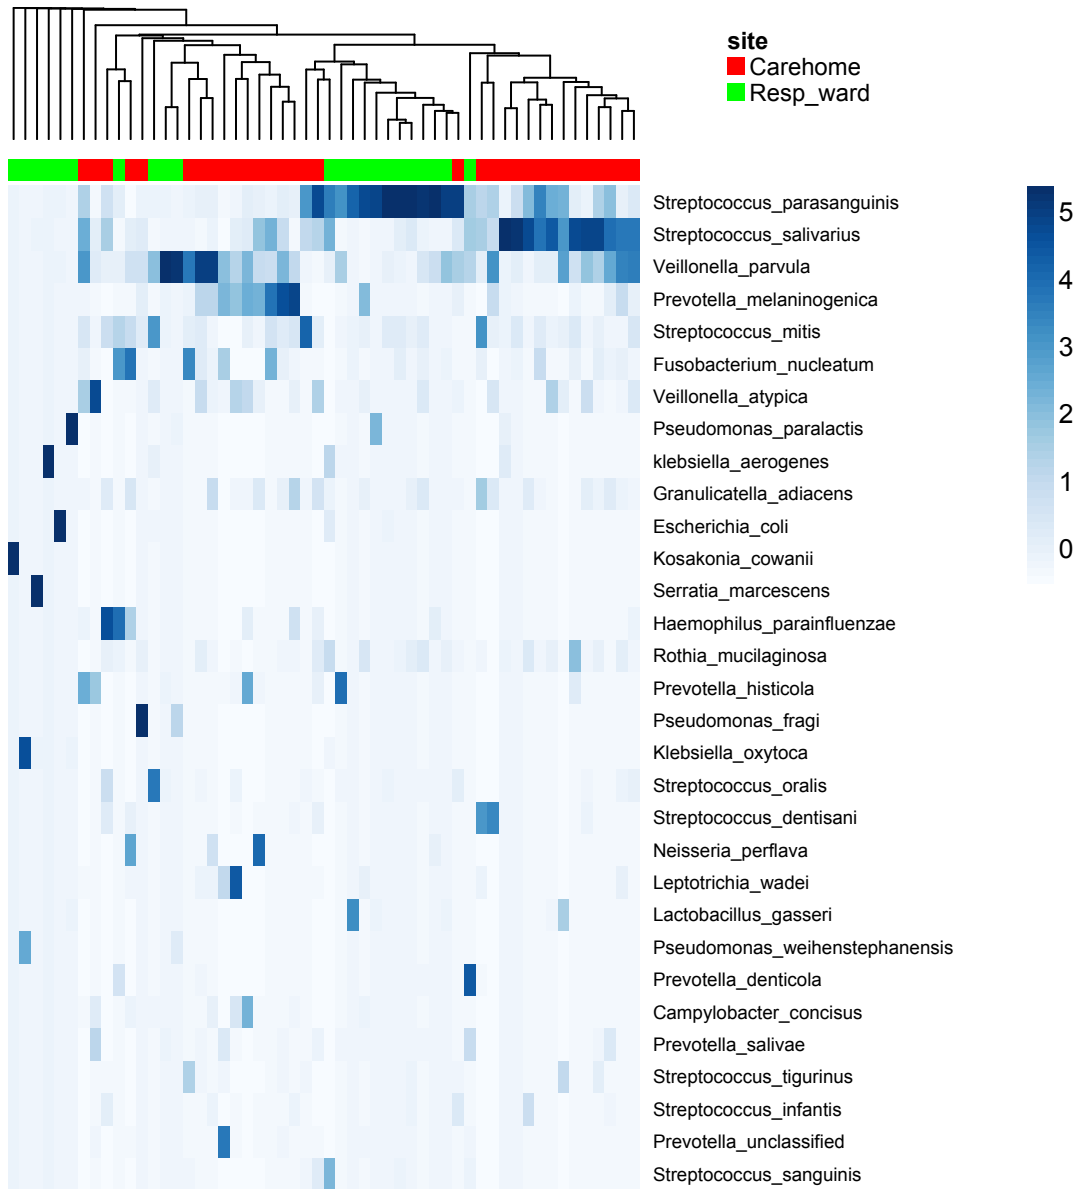 site
Carehome
Resp_ward
Streptococcus_parasanguinis
Streptococcus_salivarius
Veillonella_parvula
Prevotella_melaninogenica
Streptococcus_mitis
Fusobacterium_nucleatum
Veillonella_atypica
Pseudomonas_paralactis
klebsiella_aerogenes
Granulicatella_adiacens
Escherichia_coli
Kosakonia_cowanii
Serratia_marcescens
Haemophilus_parainfluenzae
Rothia_mucilaginosa
Prevotella_histicola
Pseudomonas_fragi
Klebsiella_oxytoca
Streptococcus_oralis
Streptococcus_dentisani
Neisseria_perflava
Leptotrichia_wadei
Lactobacillus_gasseri
Pseudomonas_weihenstephanensis
Prevotella_denticola
Campylobacter_concisus
Prevotella_salivae
Streptococcus_tigurinus
Streptococcus_infantis
Prevotella_unclassified
Streptococcus_sanguinis
5
4
3
2
1
0